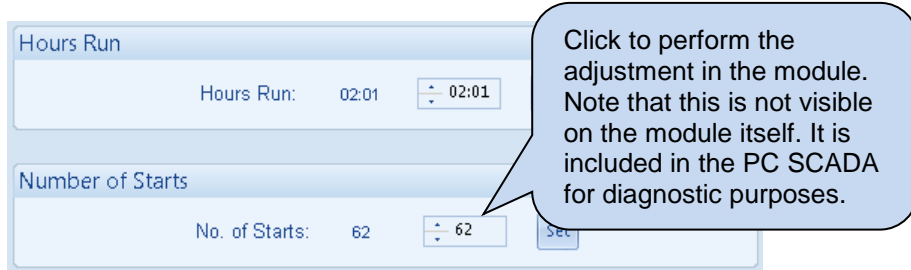 Hours Run
Hours Run: 02:01 02:01
Number of Starts
No. of Starts: 62 62 Set
Click to perform the
adjustment in the module.
Note that this is not visible
on the module itself. It is
included in the PC SCADA
for diagnostic purposes.